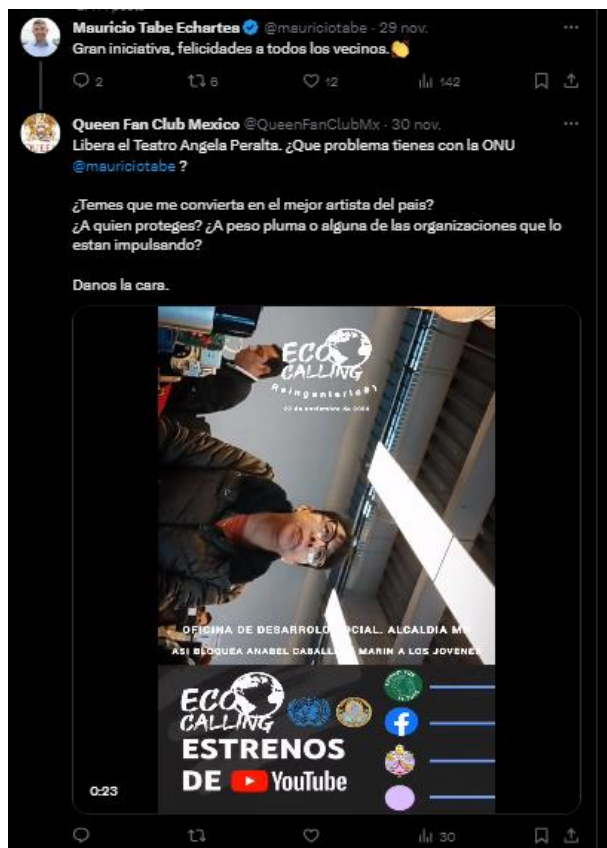 Mauricio Tabe Echartea @mauriciotabe · 29 nov.
Gran iniciativa, felicidades a todos los vecinos.👏
2 6 12 142
Queen Fan Club Mexico @QueenFanClubMx · 30 nov.
Libera el Teatro Angela Peralta. ¿Que problema tienes con la ONU
@mauriciotabe ?
¿Temes que me convierta en el mejor artista del pais?
¿A quien proteges? ¿A peso pluma o alguna de las organizaciones que lo
estan impulsando?
Danos la cara.
ECO
CALLING
OFICINA DE DESARROLO SOCIAL. ALCALDIA
ASI BLOQUEA ANABEL MARIN A LOS JOVENES
ECO
CALLING
ESTRENOS
DE YouTube
0:23
30